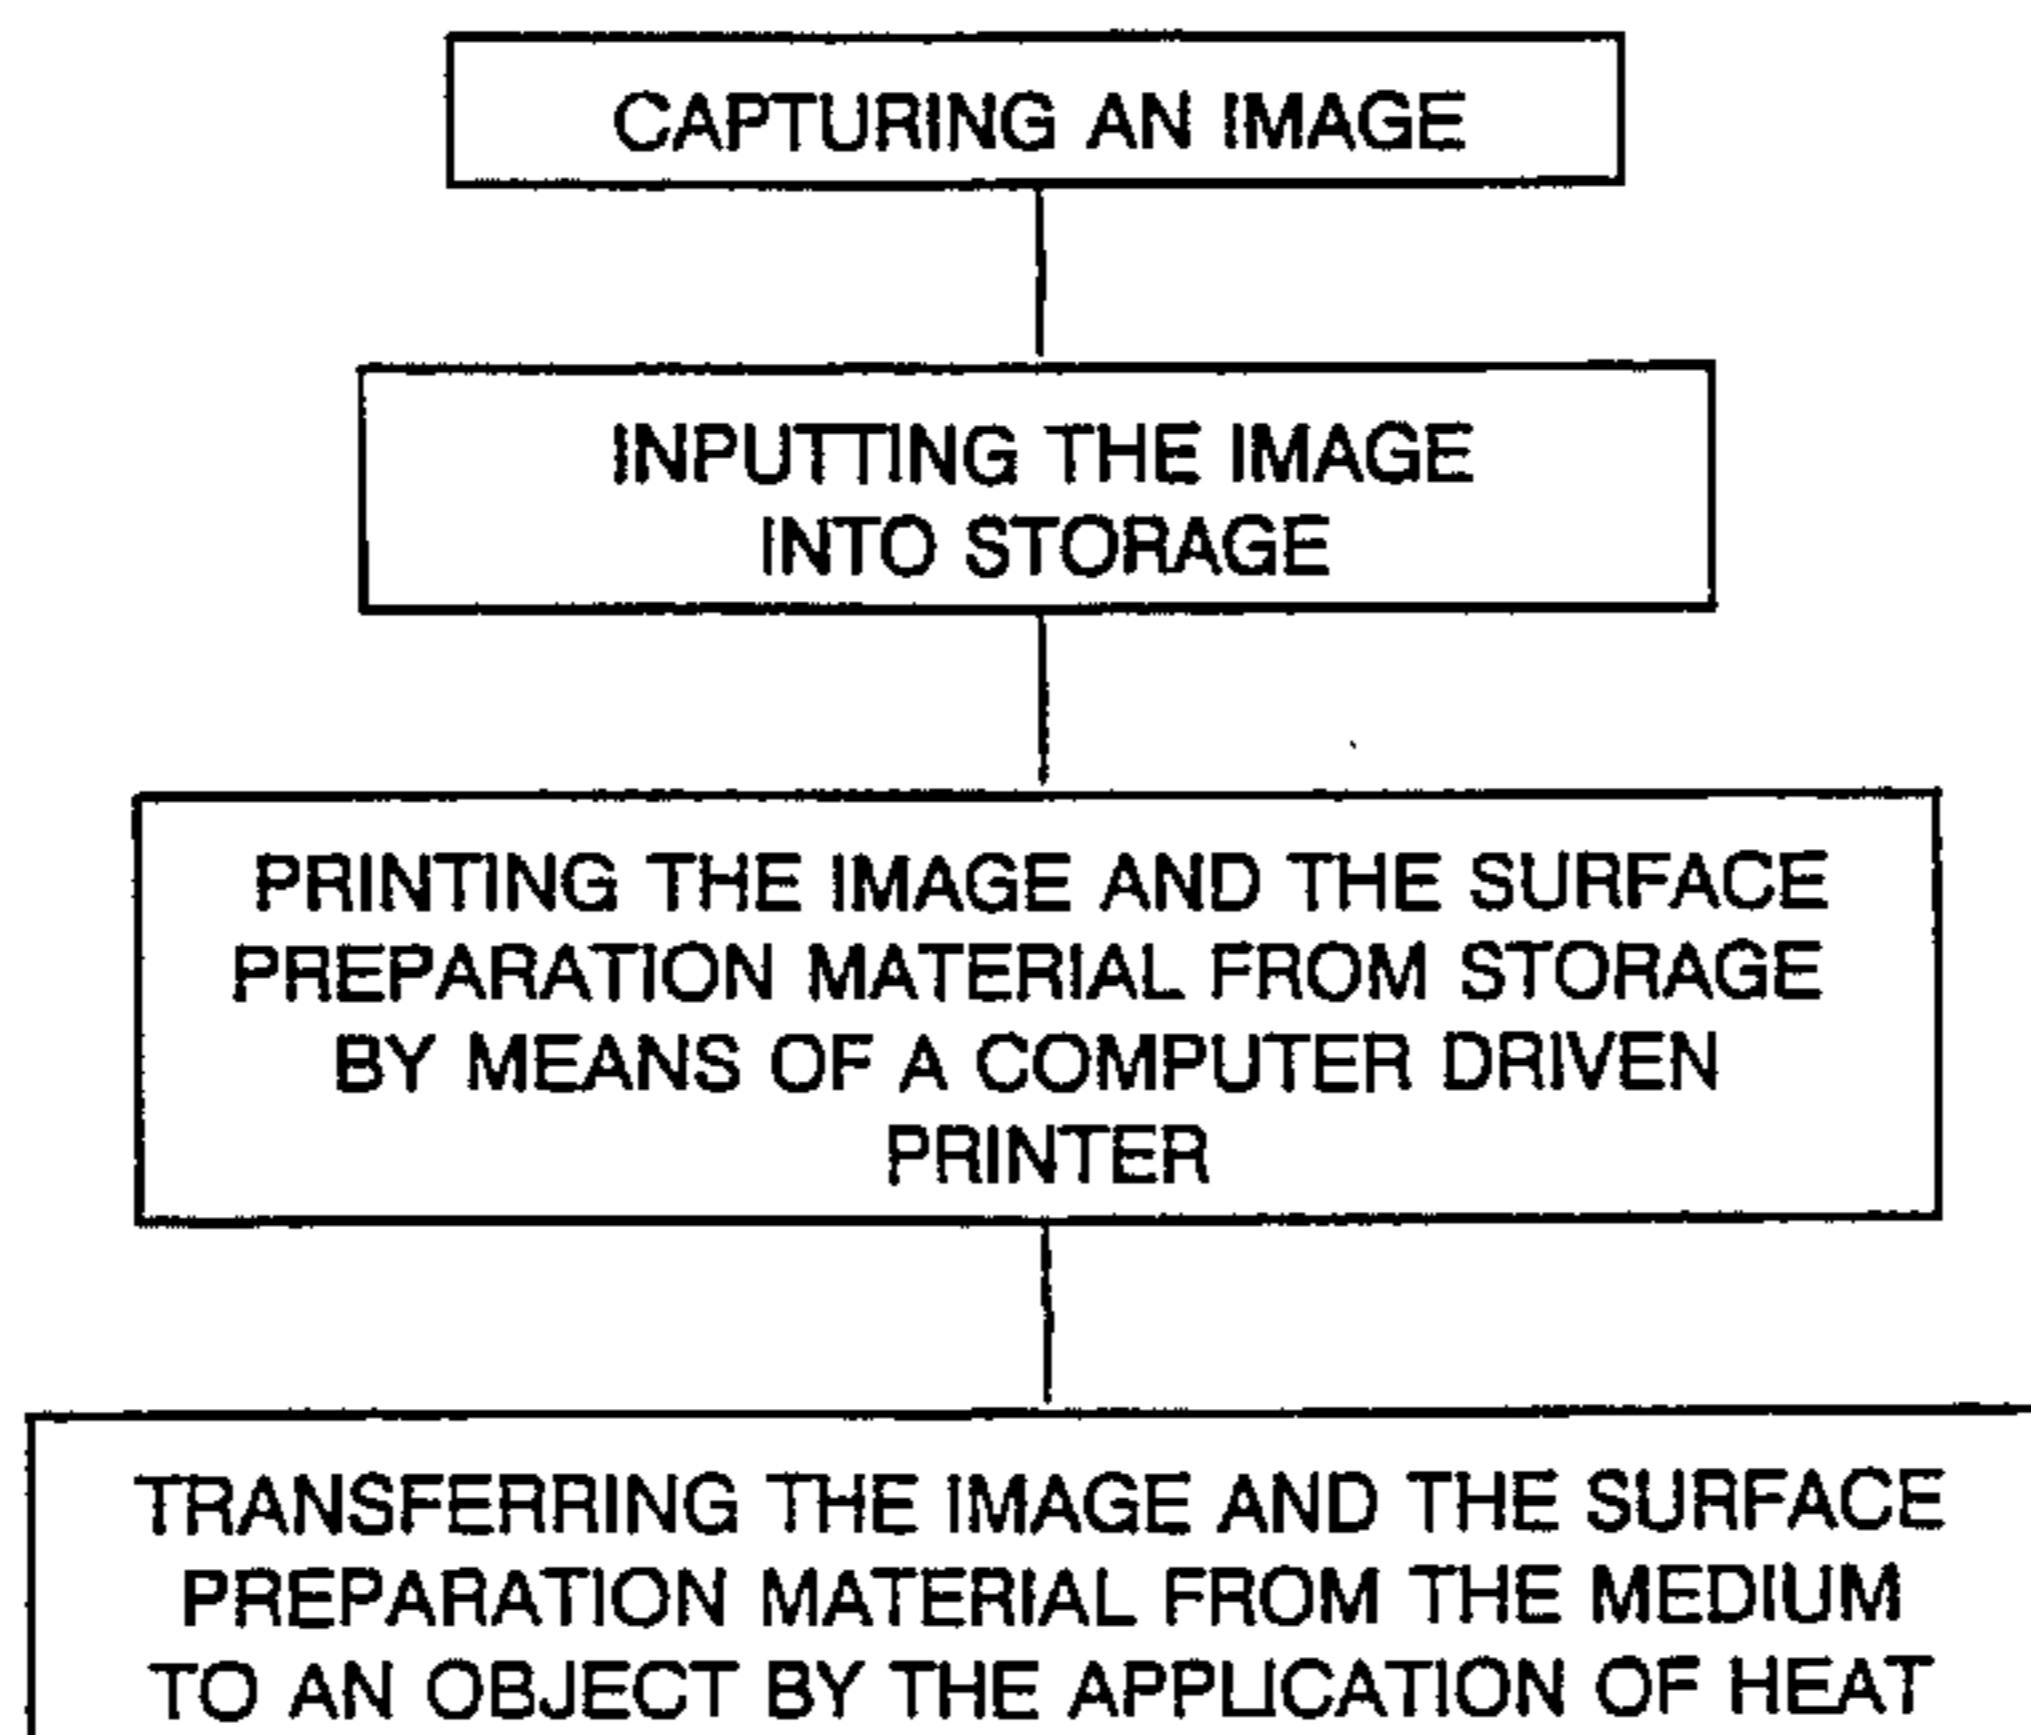 CAPTURING AN IMAGE
INPUTTING THE IMAGE
INTO STORAGE
PRINTING THE IMAGE AND THE SURFACE
PREPARATION MATERIAL FROM STORAGE
BY MEANS OF A COMPUTER DRIVEN
PRINTER
TRANSFERRING THE IMAGE AND THE SURFACE
PREPARATION MATERIAL FROM THE MEDIUM
TO AN OBJECT BY THE APPLICATION OF HEAT